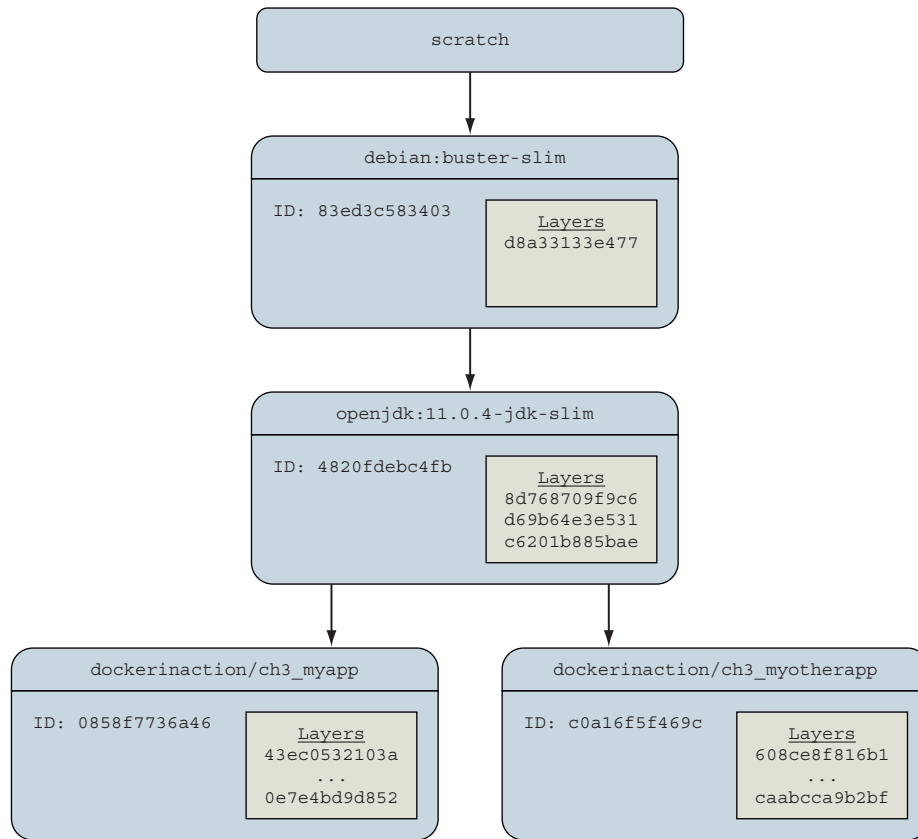 scratch
debian:buster-slim
ID: 83ed3c583403
Layers
d8a33133e477
openjdk:11.0.4-jdk-slim
ID: 4820fdebc4fb
Layers
8d768709f9c6
d69b64e3e531
c6201b885bae
dockerinaction/ch3_myapp
ID: 0858f7736a46
Layers
43ec0532103a
...
0e7e4bd9d852
dockerinaction/ch3_myotherapp
ID: c0a16f5f469c
Layers
608ce8f816b1
...
caabcca9b2bf